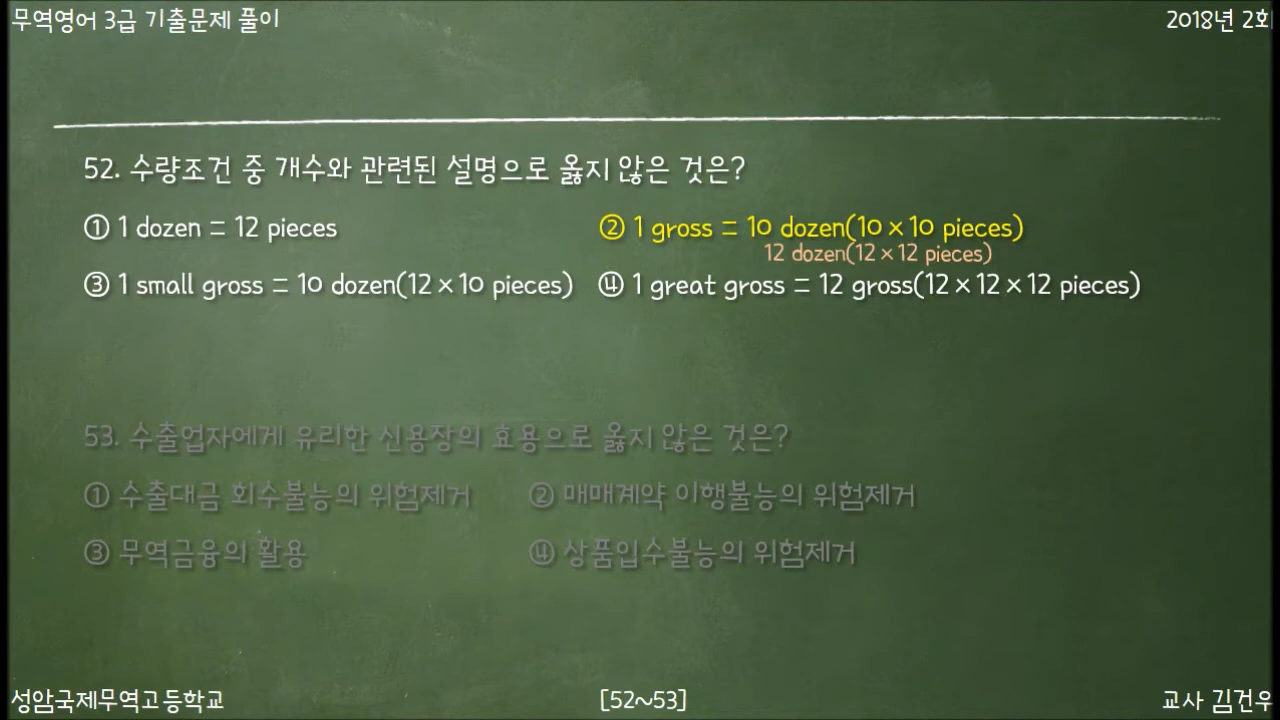 무역영어 3급 기출문제 풀이
2018년 2회
52. 수량조건 중 개수와 관련된 설명으로 옳지 않은 것은?
① 1 dozen = 12 pieces
② 1 gross = 10 dozen(10×10 pieces)
12 dozen(12×12 pieces)
③ 1 small gross = 10 dozen(12×10 pieces)
④ 1 great gross = 12 gross(12×12×12 pieces)
53. 수출업자에게 유리한 신용장의 효용으로 옳지 않은 것은?
① 수출대금 회수불능의 위험제거
② 매매계약 이행불능의 위험제거
③ 무역금융의 활용
④ 상품입수불능의 위험제거
성암국제무역고등학교
[52~53]
교사 김건우